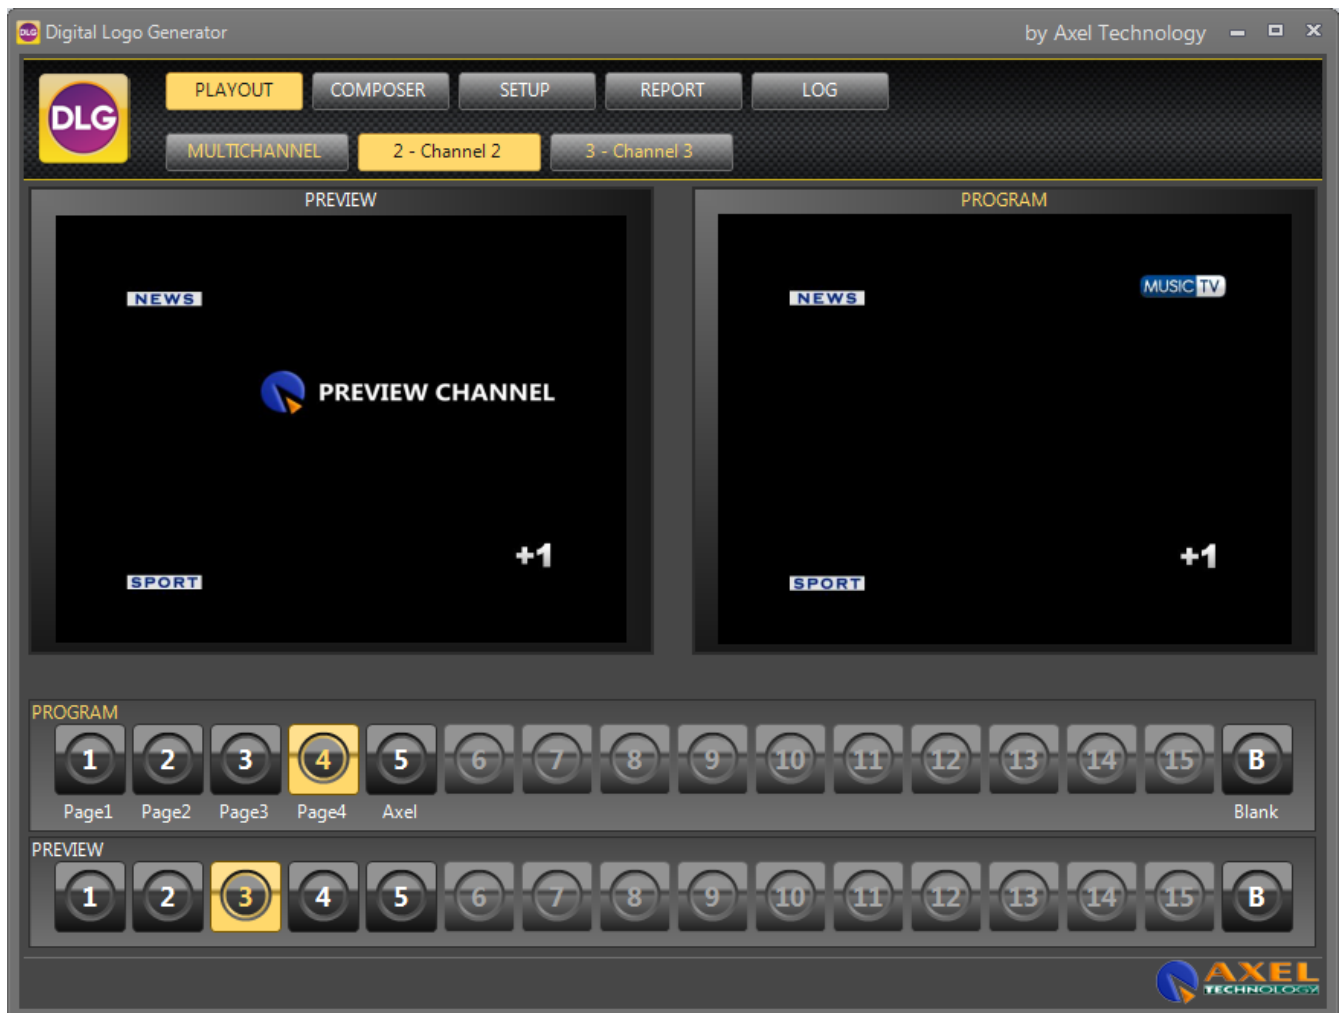 DLG Digital Logo Generator by Axel Technology
DLG PLAYOUT COMPOSER SETUP REPORT LOG
MULTICHANNEL 2 - Channel 2 3 - Channel 3
PREVIEW PROGRAM
NEWS
PREVIEW CHANNEL
+1
SPORT
NEWS MUSIC TV
+1
SPORT
PROGRAM
1 2 3 4 5 6 7 8 9 10 11 12 13 14 15 B
Page1 Page2 Page3 Page4 Axel Blank
PREVIEW
1 2 3 4 5 6 7 8 9 10 11 12 13 14 15 B
AXEL
TECHNOLOGY